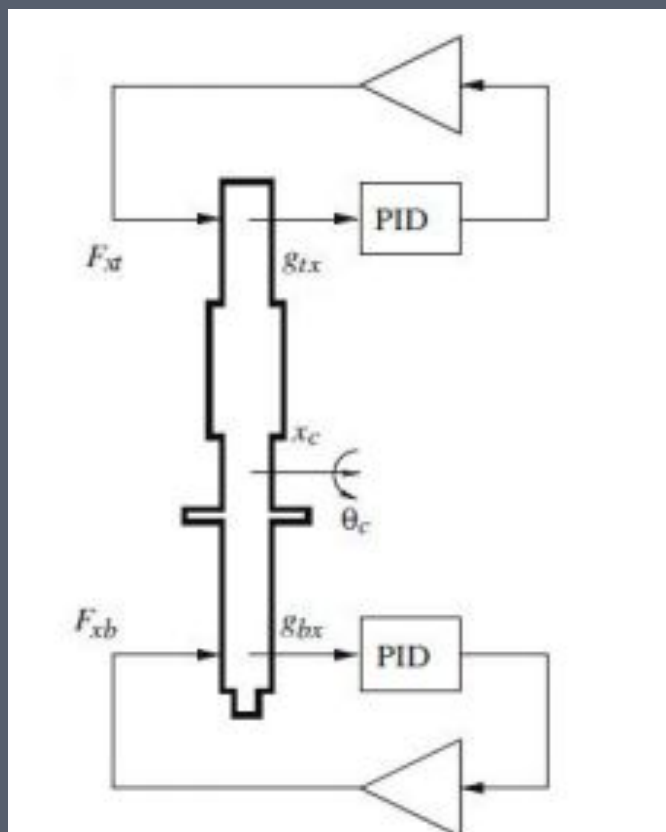 PID
F_xt
g_tx
x_c
θ_c
F_xb
g_bx
PID